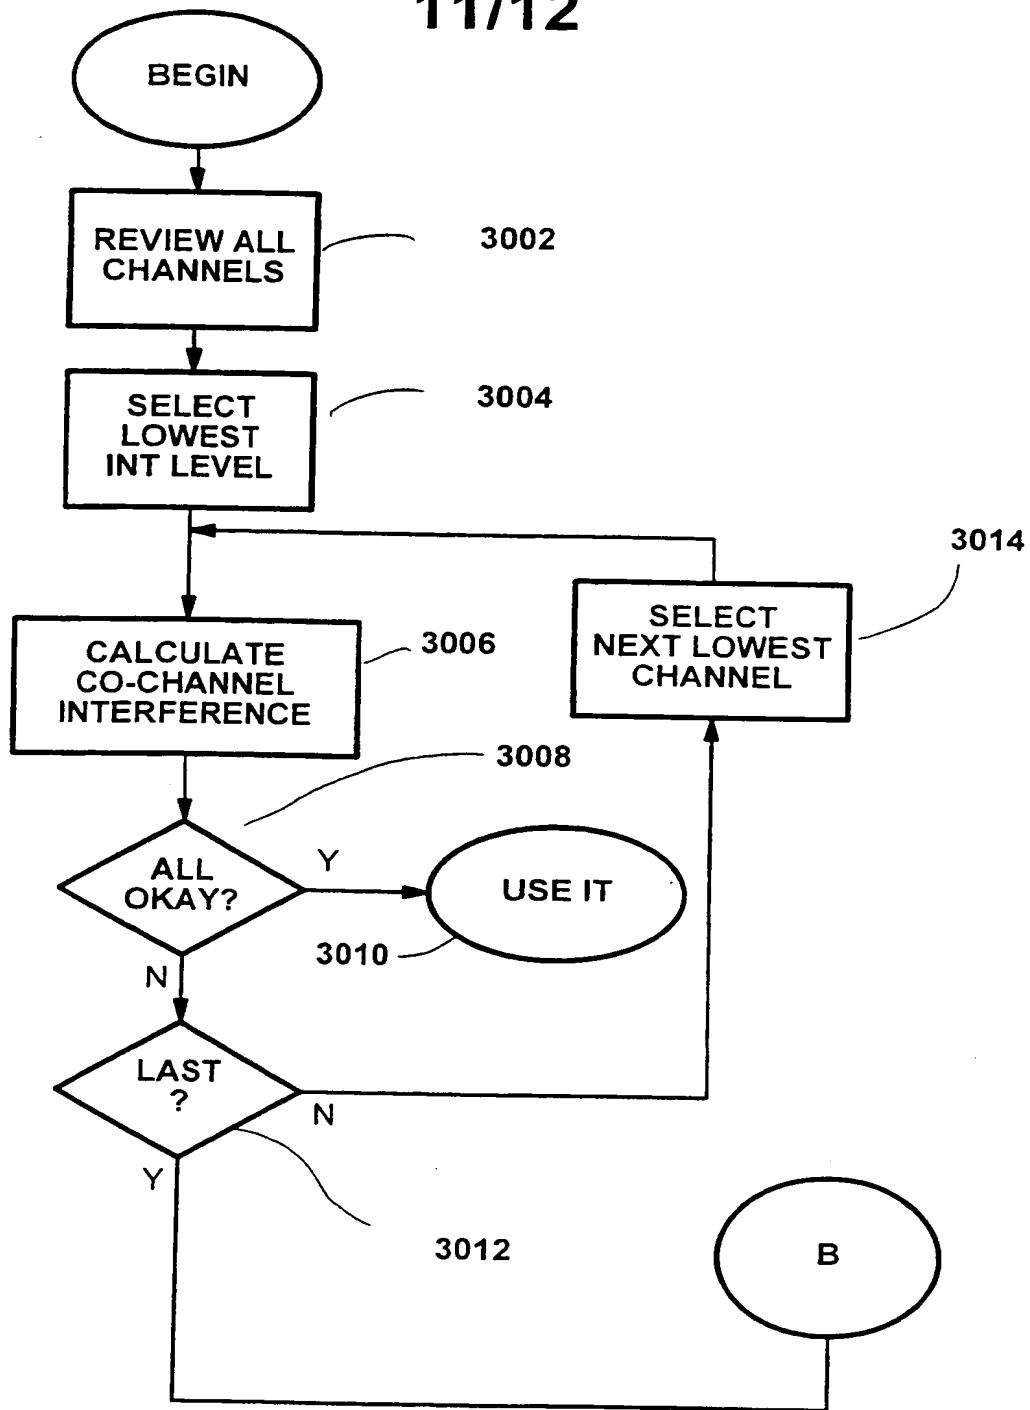 11/12
BEGIN
REVIEW ALL
CHANNELS
3002
SELECT
LOWEST
INT LEVEL
3004
3014
SELECT
NEXT LOWEST
CHANNEL
CALCULATE
CO-CHANNEL
INTERFERENCE
3006
3008
ALL
OKAY?
Y
USE IT
3010
N
LAST
?
N
Y
3012
B